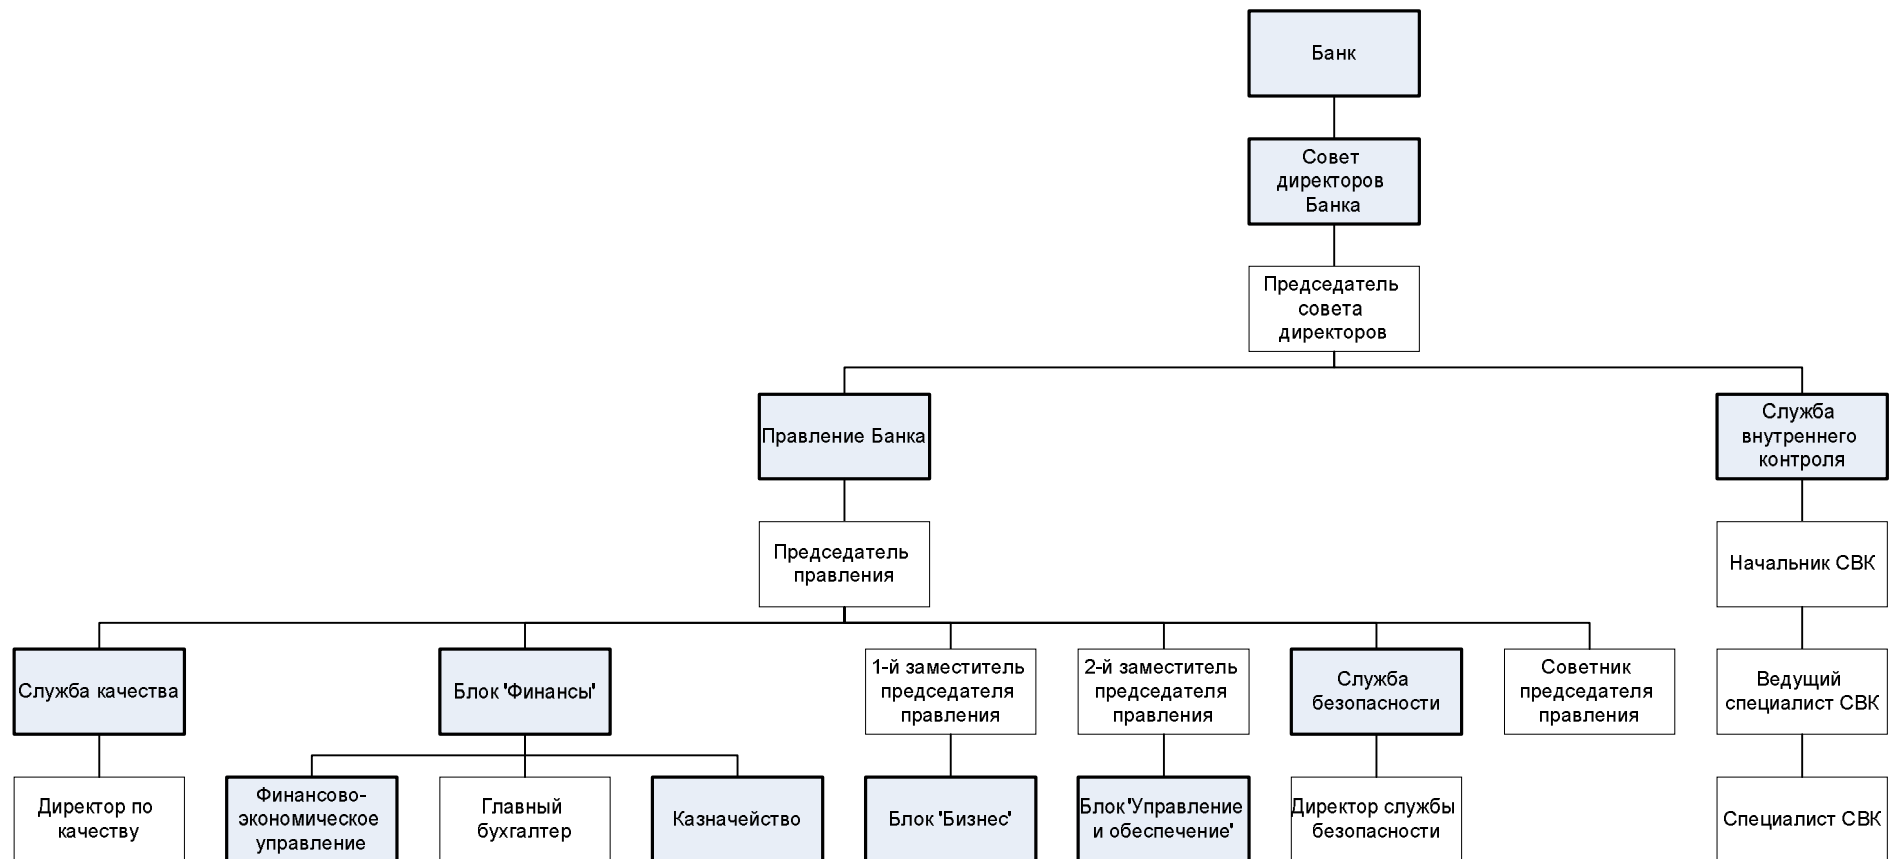 Банк
Совет
директоров
Банка
Председатель
совета
директоров
Правление Банка
Служба
внутреннего
контроля
Председатель
правления
Начальник СВК
Служба качества
Блок 'Финансы'
1-й заместитель
председателя
правления
2-й заместитель
председателя
правления
Служба
безопасности
Советник
председателя
правления
Ведущий
специалист СВК
Директор по
качеству
Финансово-
экономическое
управление
Главный
бухгалтер
Казначейство
Блок 'Бизнес'
Блок 'Управление
и обеспечение'
Директор службы
безопасности
Специалист СВК